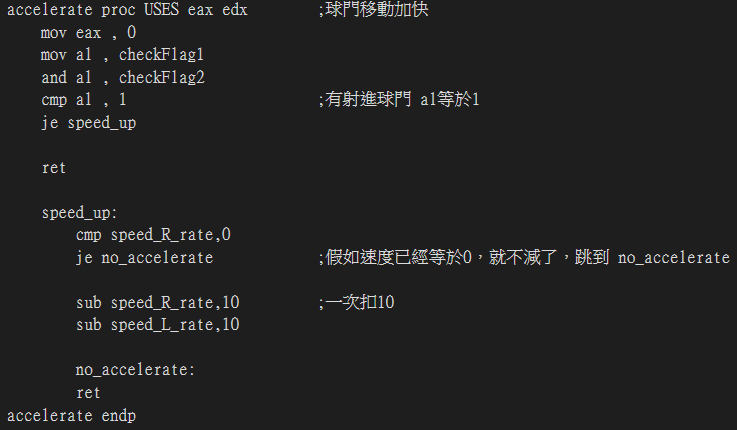 accelerate proc USES eax edx ;球門移動加快
mov eax , 0
mov al , checkFlag1
and al , checkFlag2
cmp al , 1 ;有射進球門 al等於1
je speed_up
ret
speed_up:
cmp speed_R_rate,0
je no_accelerate ;假如速度已經等於0，就不減了，跳到 no_accelerate
sub speed_R_rate,10 ;一次扣10
sub speed_L_rate,10
no_accelerate:
ret
accelerate endp